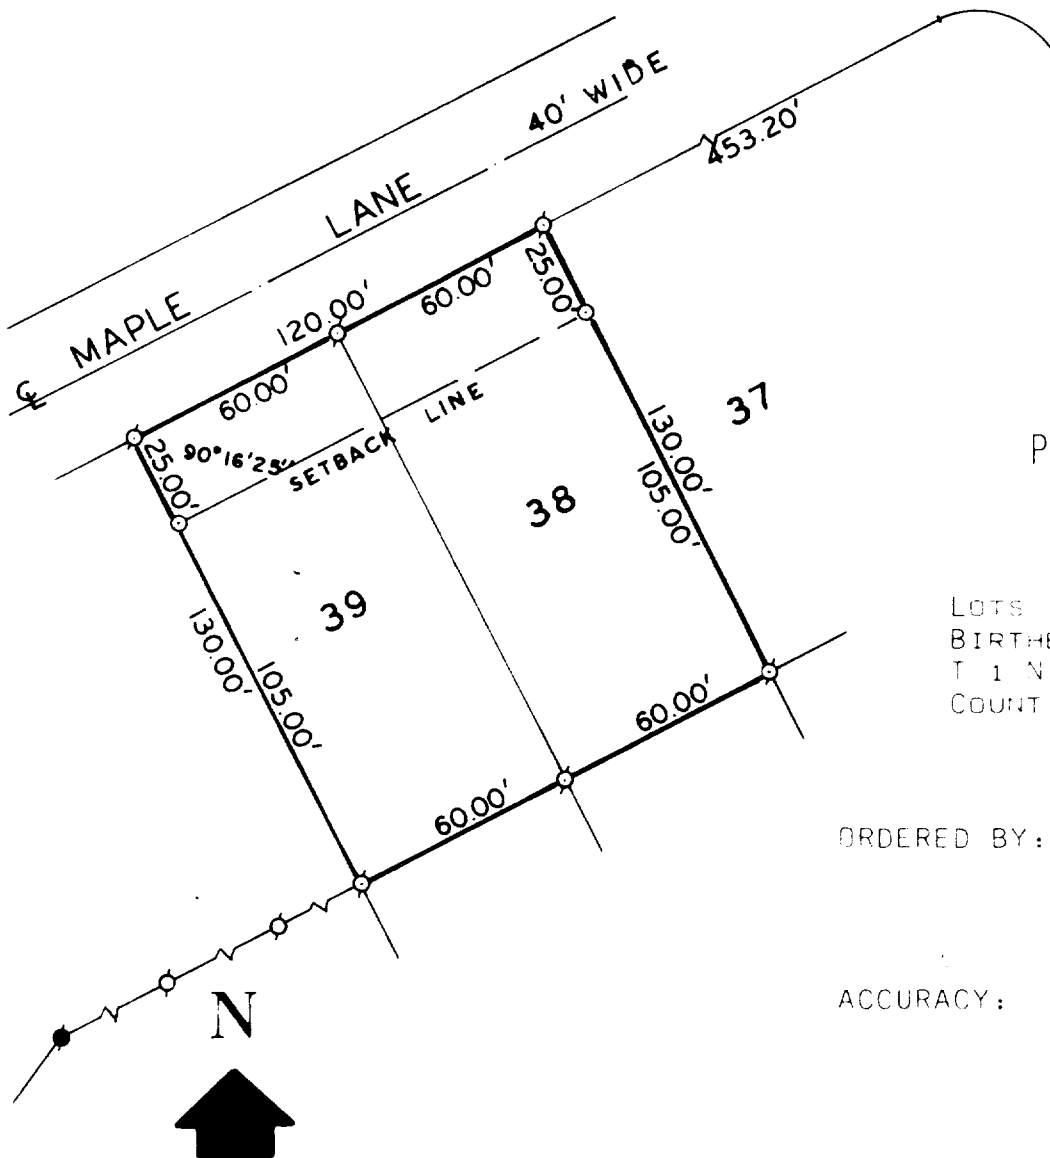 40' WIDE
453.20'
MAPLE LANE
℄
120.00'
60.00'
60.00'
25.00'
25.00'
90°16'25"
SETBACK LINE
37
38
39
130.00'
105.00'
130.00'
105.00'
60.00'
60.00'
P
LOTS
BIRTHE
T 1 N
COUNT
ORDERED BY:
ACCURACY:
N